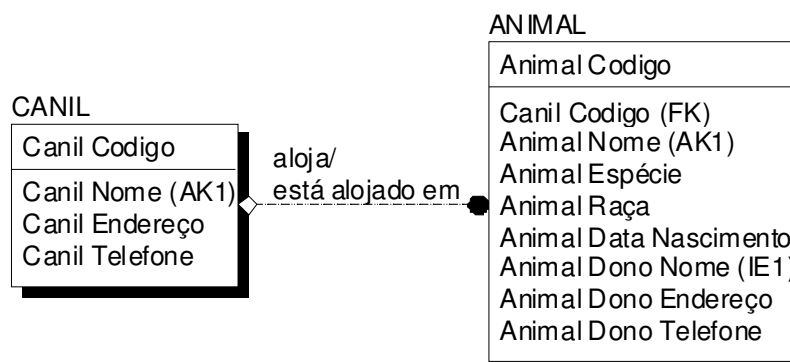 CANIL
Canil Codigo
Canil Nome (AK1)
Canil Endereço
Canil Telefone
aloja/
está alojado em
ANIMAL
Animal Codigo
Canil Codigo (FK)
Animal Nome (AK1)
Animal Espécie
Animal Raça
Animal Data Nascimento
Animal Dono Nome (IE1)
Animal Dono Endereço
Animal Dono Telefone